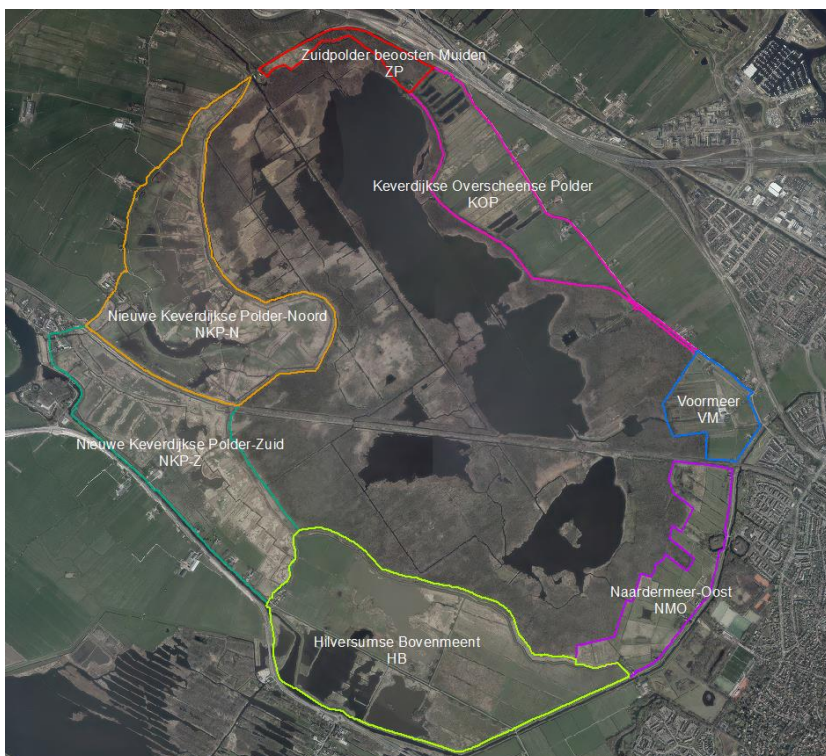 Zuidpolder beoosten Muiden
ZP
Keverdijkse Overscheense Polder
KOP
Nieuwe Keverdijkse Polder-Noord
NKP-N
Voormeer
VM
Nieuwe Keverdijkse Polder-Zuid
NKP-Z
Naardermeer-Oost
NMO
Hilversumse Bovenmeent
HB